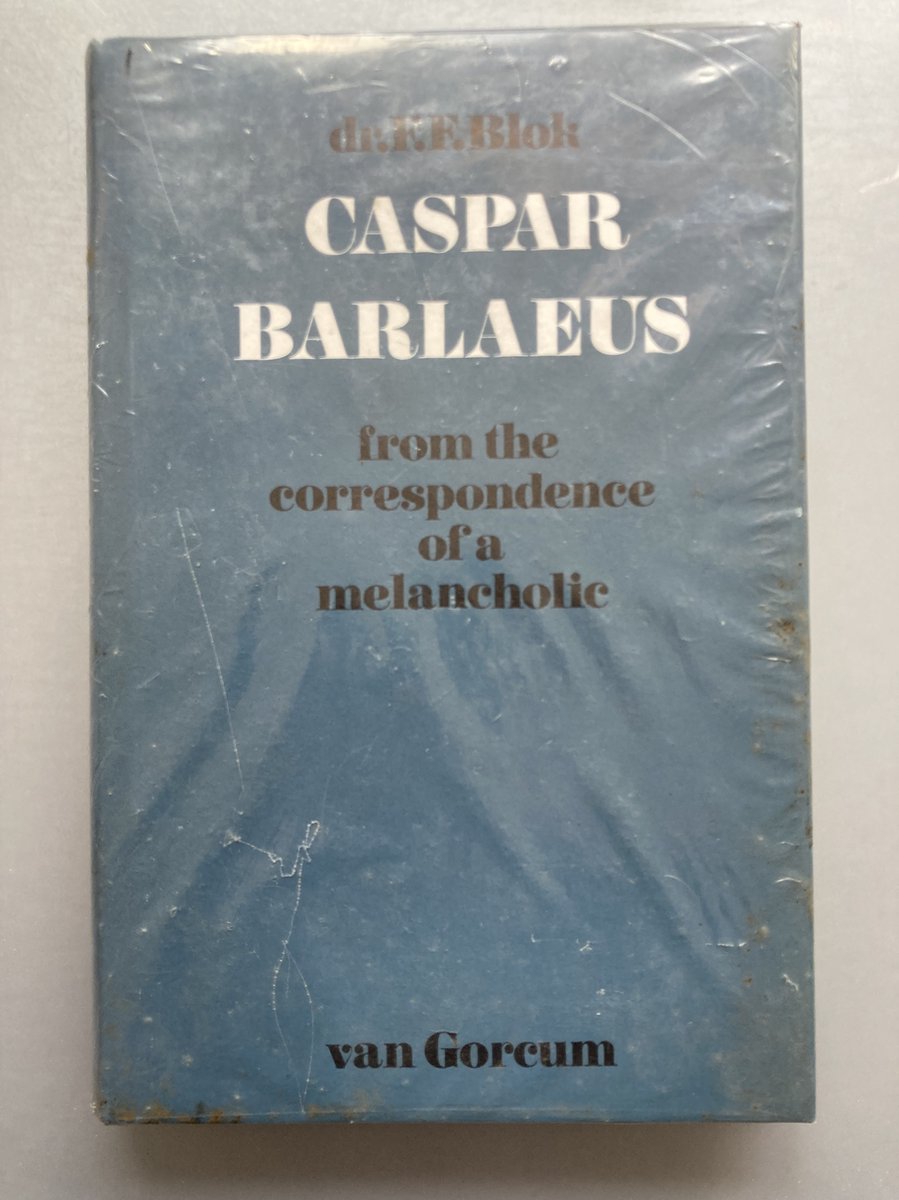 dr. F. F. Blok
CASPAR
BARLAEUS
from the
correspondence
of a
melancholic
van Gorcum